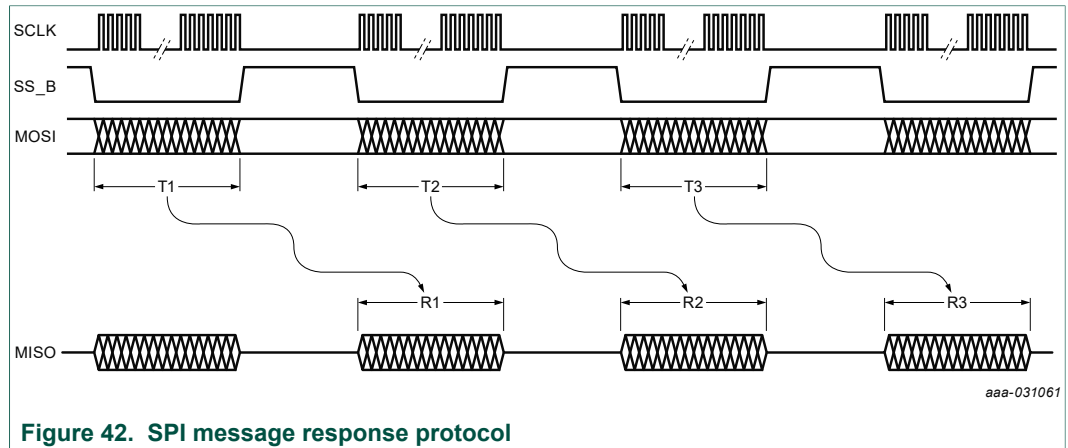 SCLK
SS_B
MOSI
T1 T2 T3
R1 R2 R3
MISO
aaa-031061
Figure 42. SPI message response protocol